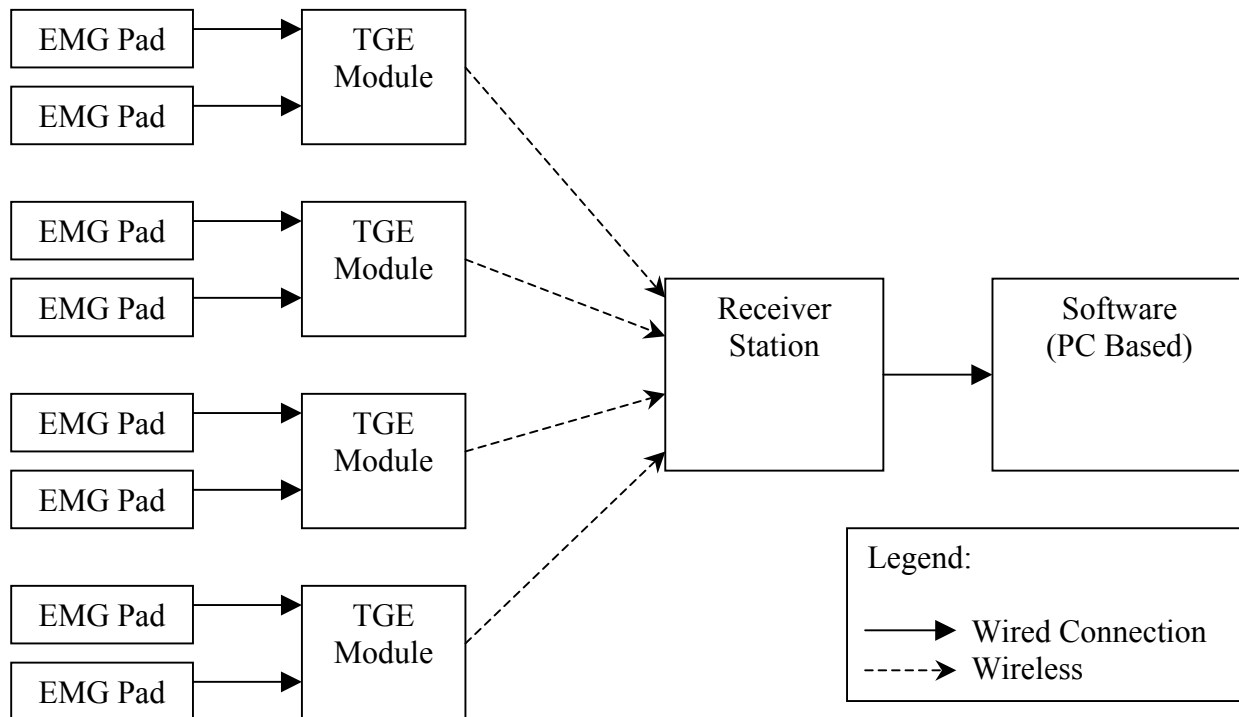 EMG Pad
EMG Pad
TGE
Module
EMG Pad
EMG Pad
TGE
Module
EMG Pad
EMG Pad
TGE
Module
EMG Pad
EMG Pad
TGE
Module
Receiver
Station
Software
(PC Based)
Legend:
Wired Connection
Wireless